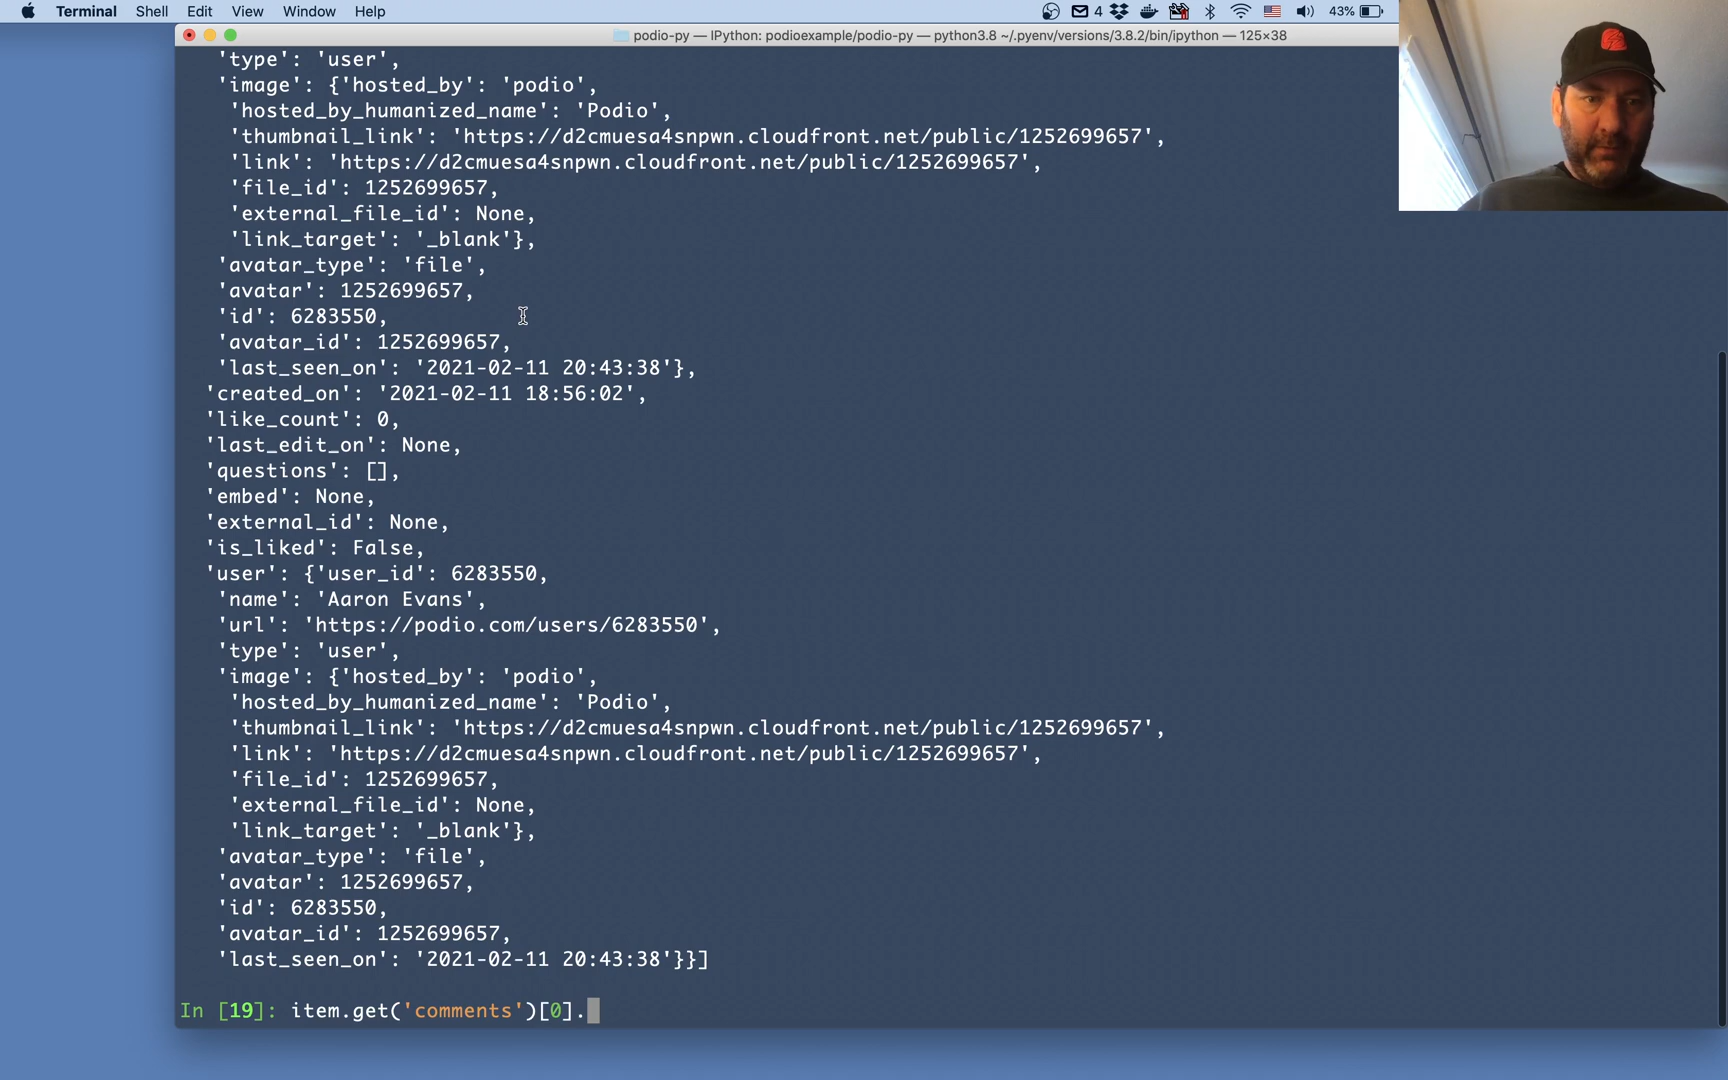 Terminal Shell Edit View Window Help 4 43%
podio-py — IPython: podioexample/podio-py — python3.8 ~/.pyenv/versions/3.8.2/bin/ipython — 125×38
'type': 'user',
'image': {'hosted_by': 'podio',
'hosted_by_humanized_name': 'Podio',
'thumbnail_link': 'https://d2cmuesa4snpwn.cloudfront.net/public/1252699657',
'link': 'https://d2cmuesa4snpwn.cloudfront.net/public/1252699657',
'file_id': 1252699657,
'external_file_id': None,
'link_target': '_blank'},
'avatar_type': 'file',
'avatar': 1252699657,
'id': 6283550,
'avatar_id': 1252699657,
'last_seen_on': '2021-02-11 20:43:38'},
'created_on': '2021-02-11 18:56:02',
'like_count': 0,
'last_edit_on': None,
'questions': [],
'embed': None,
'external_id': None,
'is_liked': False,
'user': {'user_id': 6283550,
'name': 'Aaron Evans',
'url': 'https://podio.com/users/6283550',
'type': 'user',
'image': {'hosted_by': 'podio',
'hosted_by_humanized_name': 'Podio',
'thumbnail_link': 'https://d2cmuesa4snpwn.cloudfront.net/public/1252699657',
'link': 'https://d2cmuesa4snpwn.cloudfront.net/public/1252699657',
'file_id': 1252699657,
'external_file_id': None,
'link_target': '_blank'},
'avatar_type': 'file',
'avatar': 1252699657,
'id': 6283550,
'avatar_id': 1252699657,
'last_seen_on': '2021-02-11 20:43:38'}}]
In [19]: item.get('comments')[0].